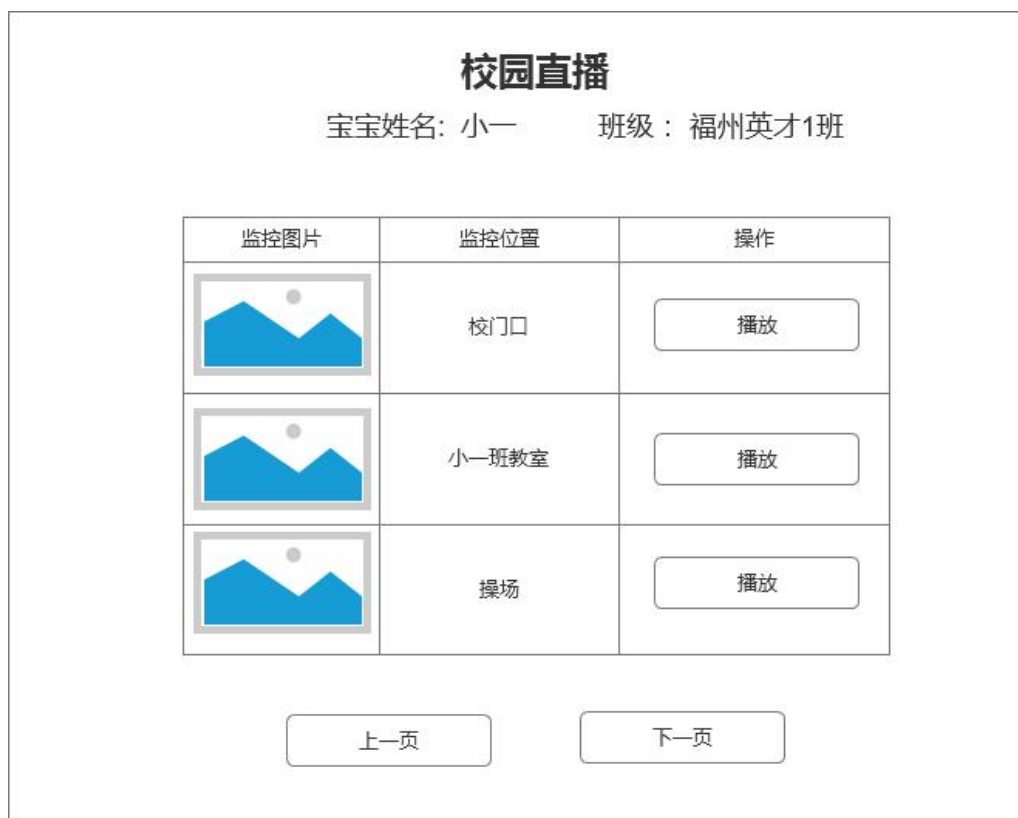 校园直播
宝宝姓名: 小一 班级： 福州英才1班
监控图片 监控位置 操作
校门口 播放
小一班教室 播放
操场 播放
上一页 下一页